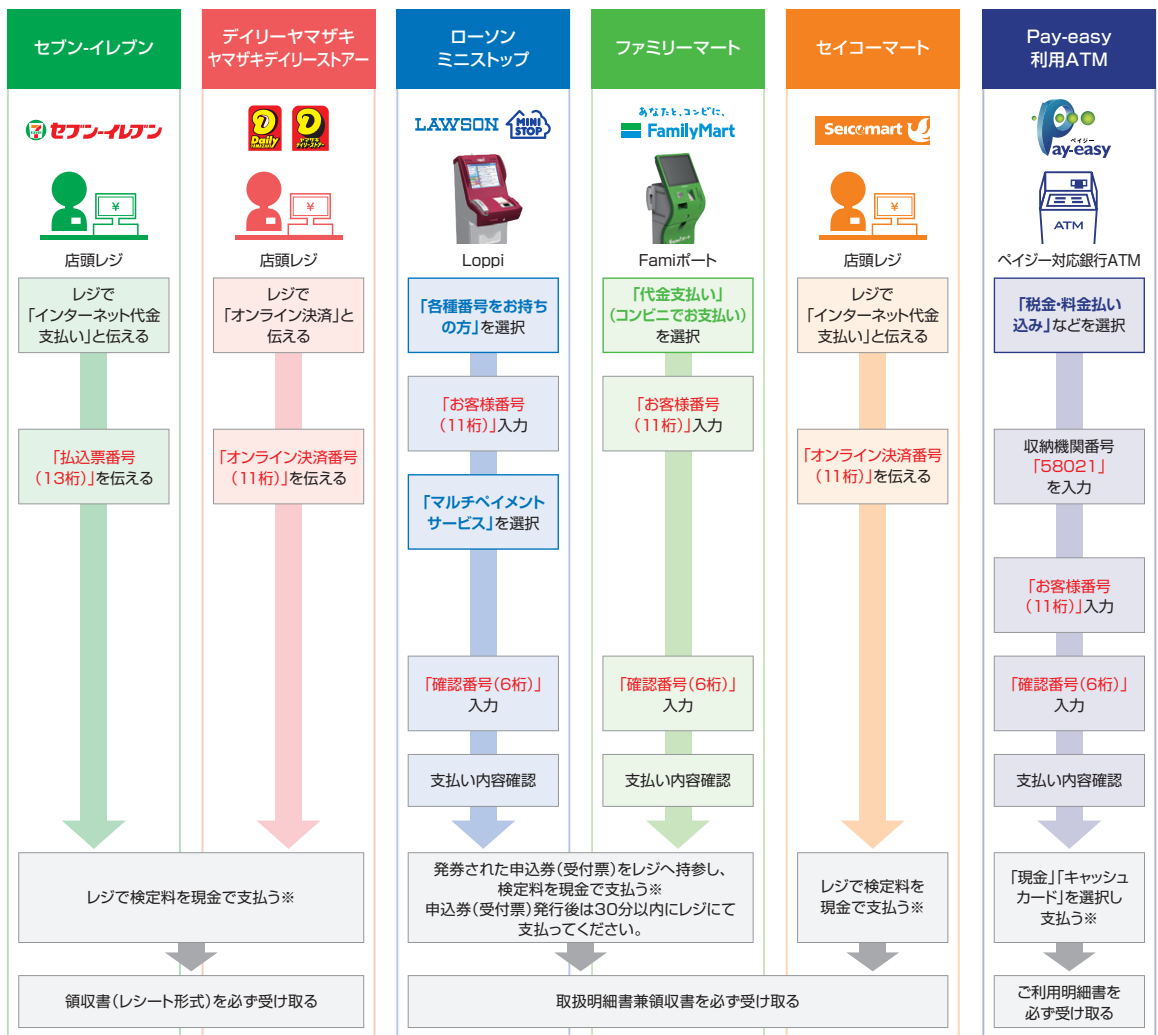 セブン-イレブン
セブン-イレブン
¥
店頭レジ
レジで
「インターネット代金
支払い」と伝える
「払込票番号
(13桁)」を伝える
デイリーヤマザキ
ヤマザキデイリーストアー
Daily
YAMAZAKI
ヤマザキ
デイリーストアー
¥
店頭レジ
レジで
「オンライン決済」と
伝える
「オンライン決済番号
(11桁)」を伝える
レジで検定料を現金で支払う※
領収書(レシート形式)を必ず受け取る
ローソン
ミニストップ
LAWSON
MINI
STOP
Loppi
「各種番号をお持ち
の方」を選択
「お客様番号
(11桁)」入力
「マルチペイメント
サービス」を選択
「確認番号(6桁)」
入力
支払い内容確認
ファミリーマート
あなたと、コンビに、
FamilyMart
Famiポート
「代金支払い」
(コンビニでお支払い)
を選択
「お客様番号
(11桁)」入力
「確認番号(6桁)」
入力
支払い内容確認
発券された申込券(受付票)をレジへ持参し、
検定料を現金で支払う※
申込券(受付票)発行後は30分以内にレジにて
支払ってください。
セイコーマート
Seicomart
¥
店頭レジ
レジで
「インターネット代金
支払い」と伝える
「オンライン決済番号
(11桁)」を伝える
レジで検定料を
現金で支払う※
取扱明細書兼領収書を必ず受け取る
Pay-easy
利用ATM
ペイジー
Pay-easy
ATM
ペイジー対応銀行ATM
「税金・料金払い
込み」などを選択
収納機関番号
「58021」
を入力
「お客様番号
(11桁)」入力
「確認番号(6桁)」
入力
支払い内容確認
「現金」「キャッシュ
カード」を選択し
支払う※
ご利用明細書を
必ず受け取る